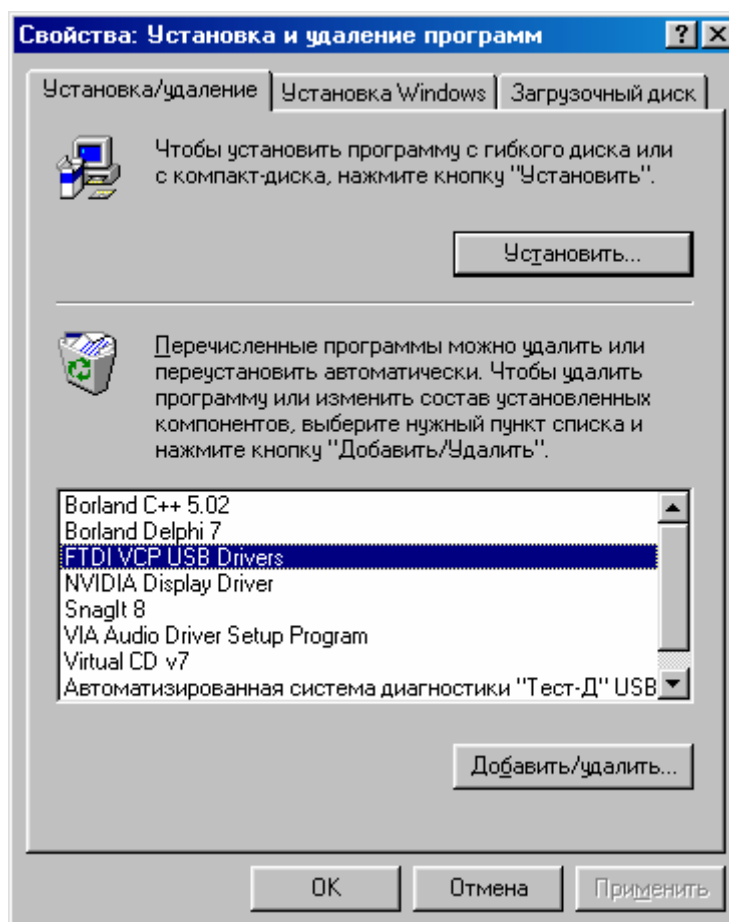 Свойства: Установка и удаление программ
Установка/удаление
Установка Windows
Загрузочный диск
Чтобы установить программу с гибкого диска или
с компакт-диска, нажмите кнопку "Установить".
Установить...
Перечисленные программы можно удалить или
переустановить автоматически. Чтобы удалить
программу или изменить состав установленных
компонентов, выберите нужный пункт списка и
нажмите кнопку "Добавить/Удалить".
Borland C++ 5.02
Borland Delphi 7
FTDI VCP USB Drivers
NVIDIA Display Driver
SnagIt 8
VIA Audio Driver Setup Program
Virtual CD v7
Автоматизированная система диагностики "Тест-Д" USB
Добавить/удалить...
OK
Отмена
Применить